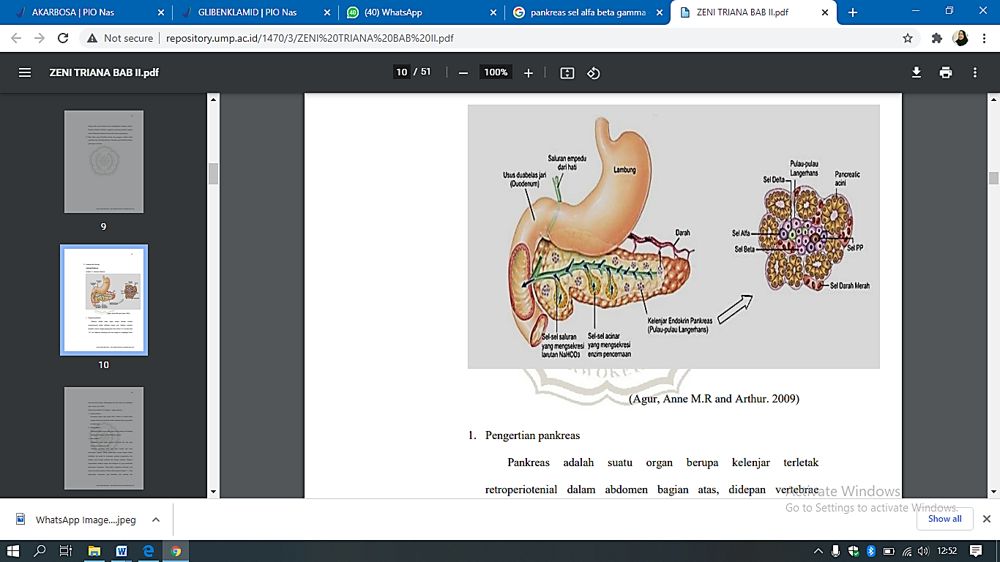 AKARBOSA | PIO Nas
GLIBENKLAMID | PIO Nas
(40) WhatsApp
pankreas sel alfa beta gamma
ZENI TRIANA BAB II.pdf
Not secure
repository.ump.ac.id/1470/3/ZENI%20TRIANA%20BAB%20II.pdf
ZENI TRIANA BAB II.pdf
10 / 51
100%
9
10
Saluran empedu
dari hati
Usus duabelas jari
(Duodenum)
Lambung
Darah
Pulau-pulau
Langerhans
Sel Delta
Pancreatic
acini
Sel Alfa
Sel Beta
Sel PP
Sel Darah Merah
Kelenjar Endokrin Pankreas
(Pulau-pulau Langerhans)
Sel-sel saluran
yang mengsekresi
larutan NaHCO3
Sel-sel acinar
yang mengsekresi
enzim pencernaan
(Agur, Anne M.R and Arthur. 2009)
1. Pengertian pankreas
Pankreas adalah suatu organ berupa kelenjar terletak
retroperiotenial dalam abdomen bagian atas, didepan vertebrae
Activate Windows
Go to Settings to activate Windows.
WhatsApp Image....jpeg
Show all
12:52